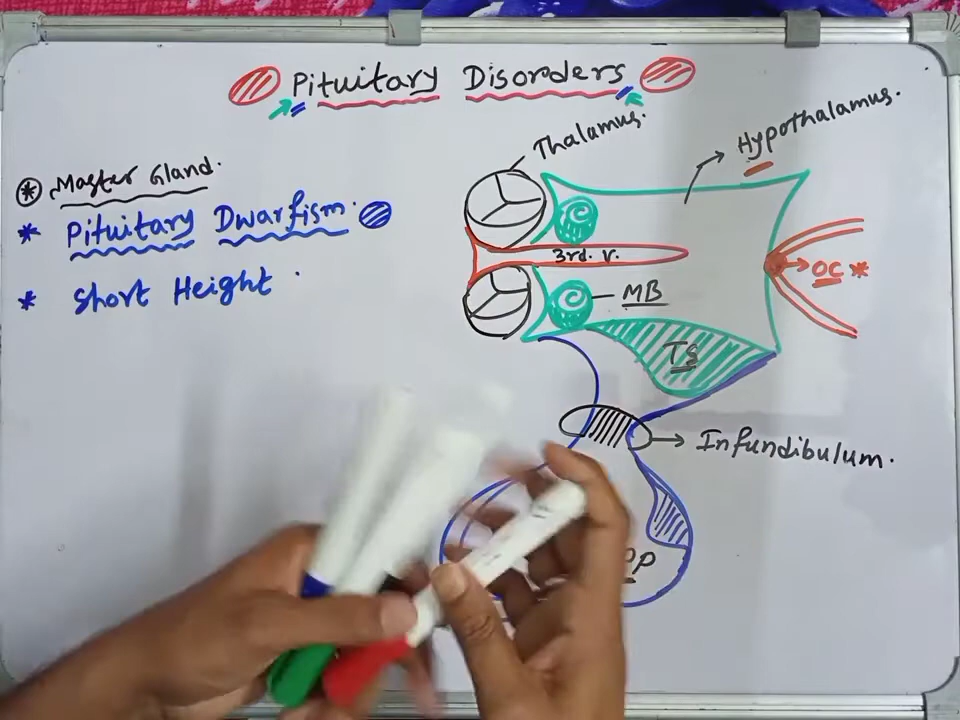 Pituitary Disorders
* Master Gland.
* Pituitary Dwarfism.
* Short Height
Thalamus.
Hypothalamus.
3rd. V.
OC *
MB
TS
Infundibulum.